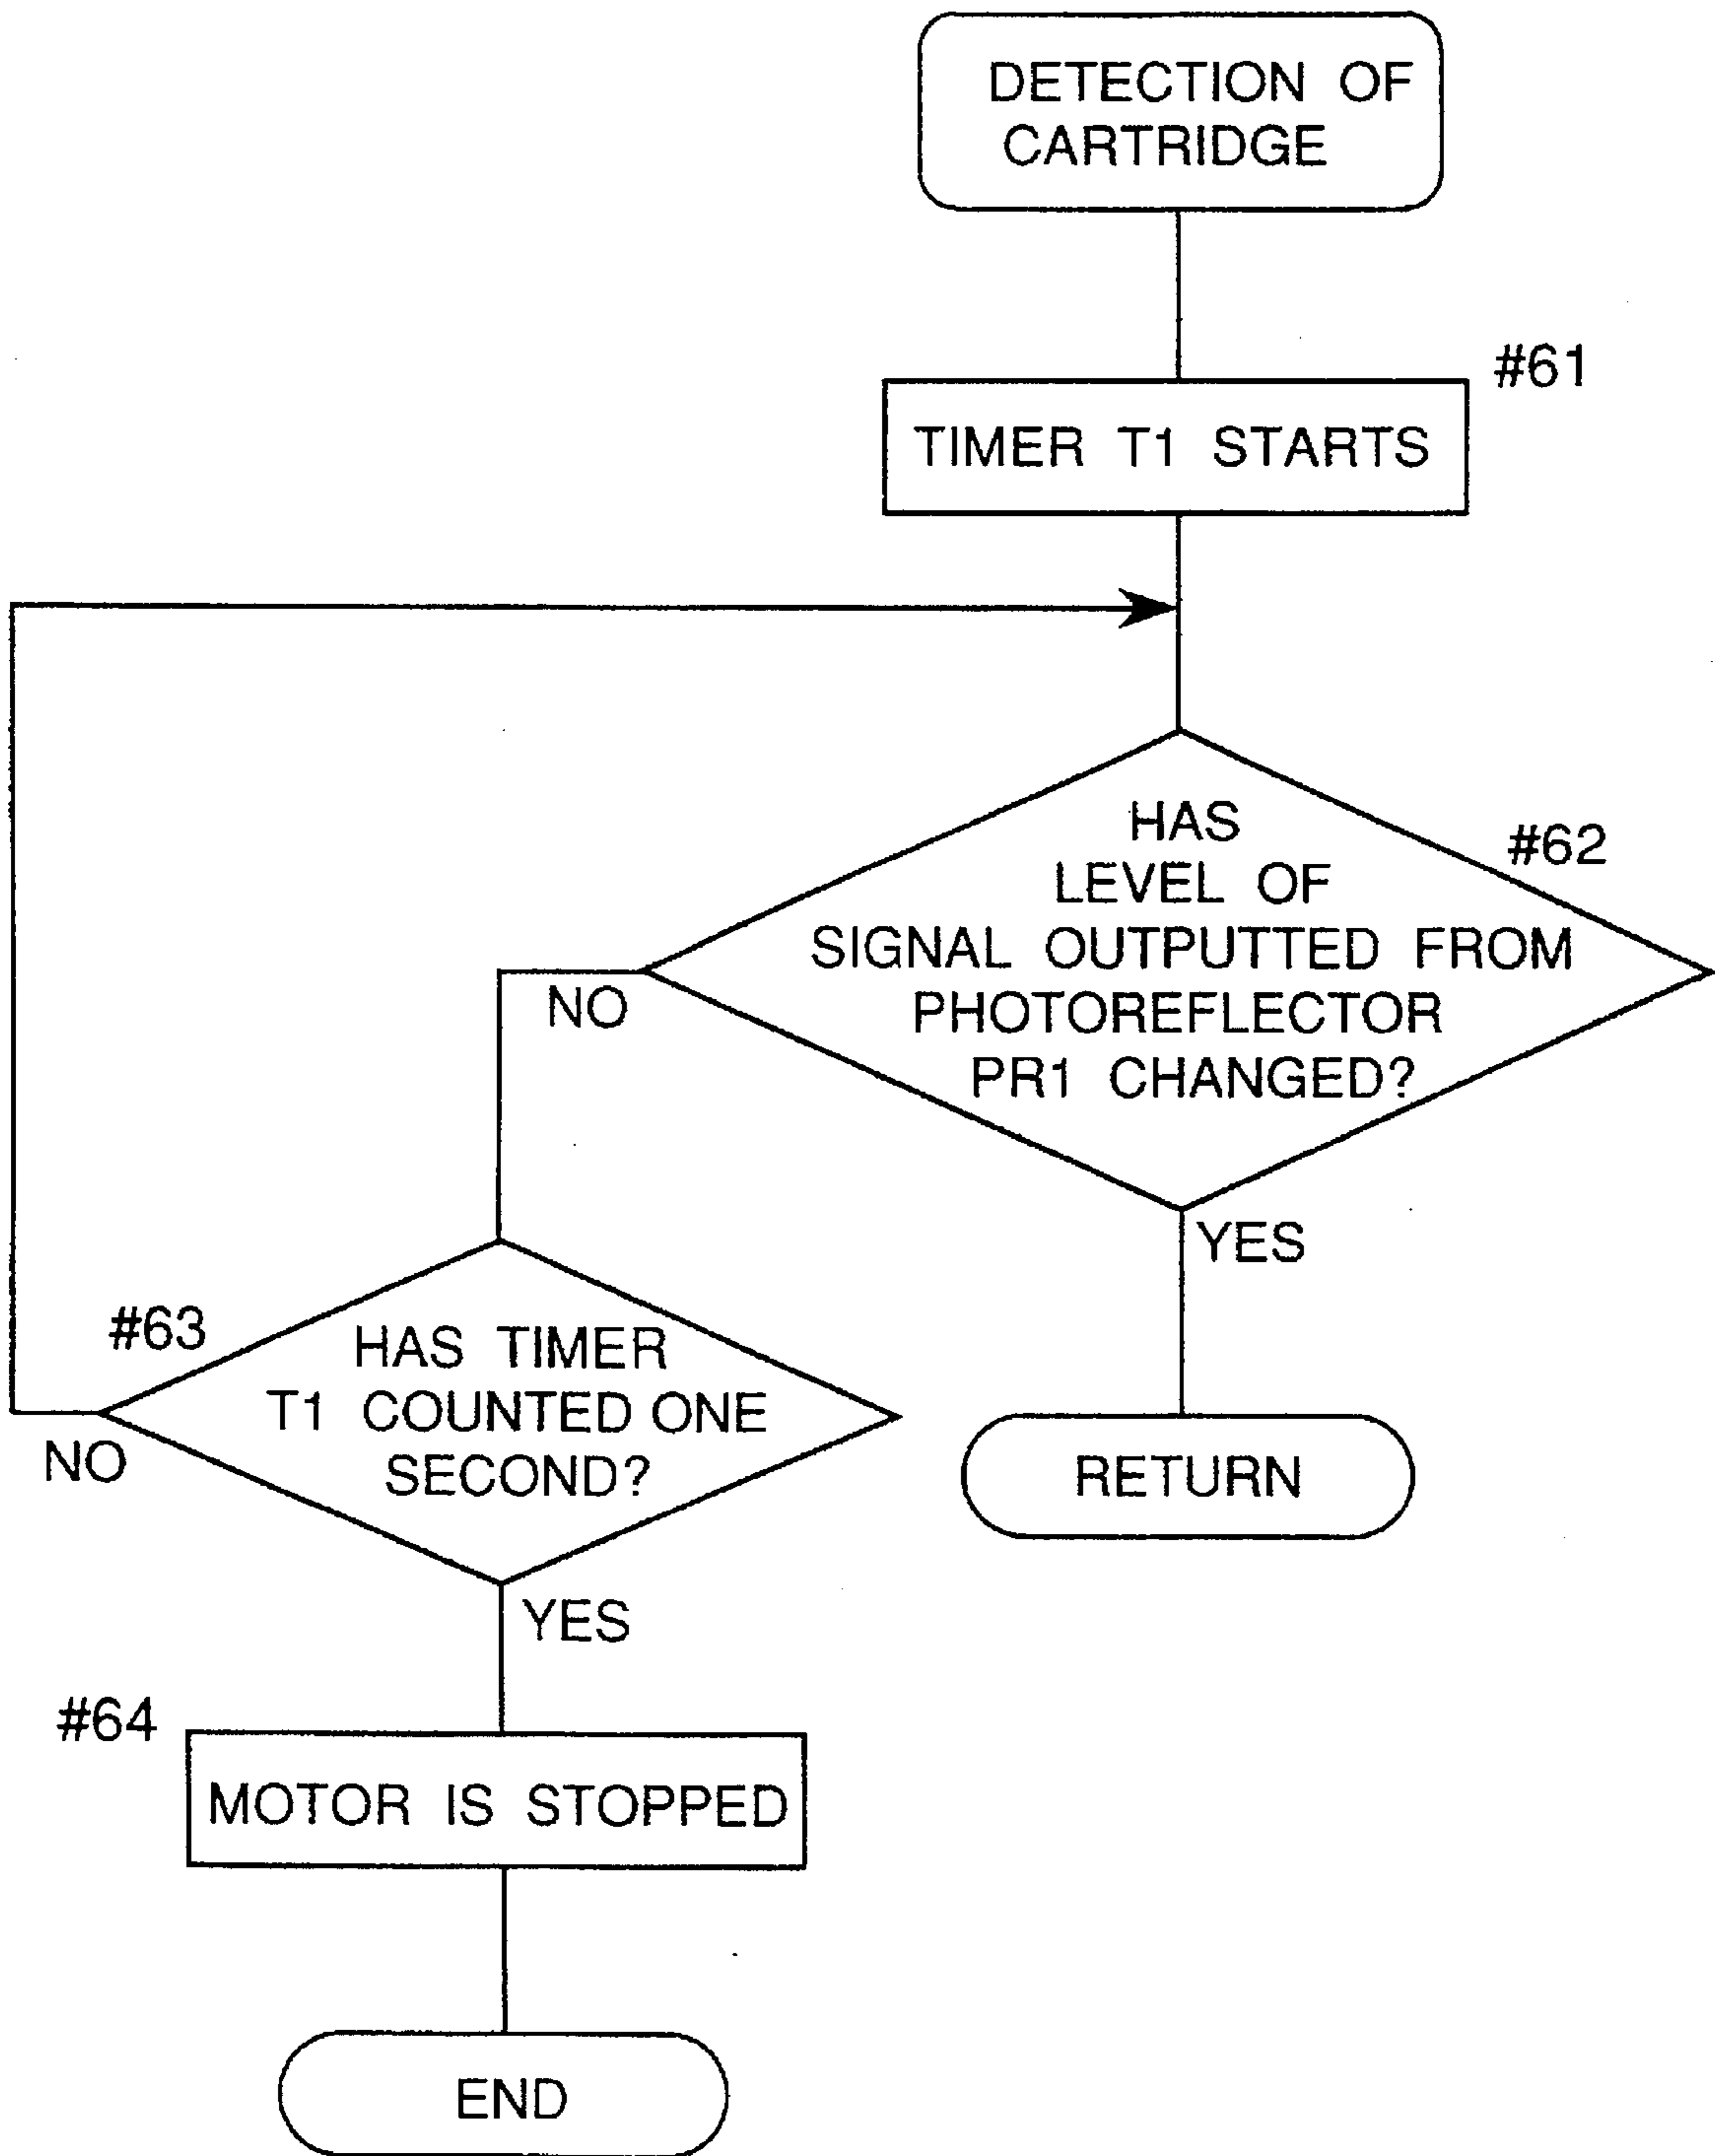 DETECTION OF
CARTRIDGE
#61
TIMER T1 STARTS
HAS
#62
LEVEL OF
SIGNAL OUTPUTTED FROM
PHOTOREFLECTOR
PR1 CHANGED?
NO
YES
#63
HAS TIMER
T1 COUNTED ONE
SECOND?
NO
RETURN
YES
#64
MOTOR IS STOPPED
END